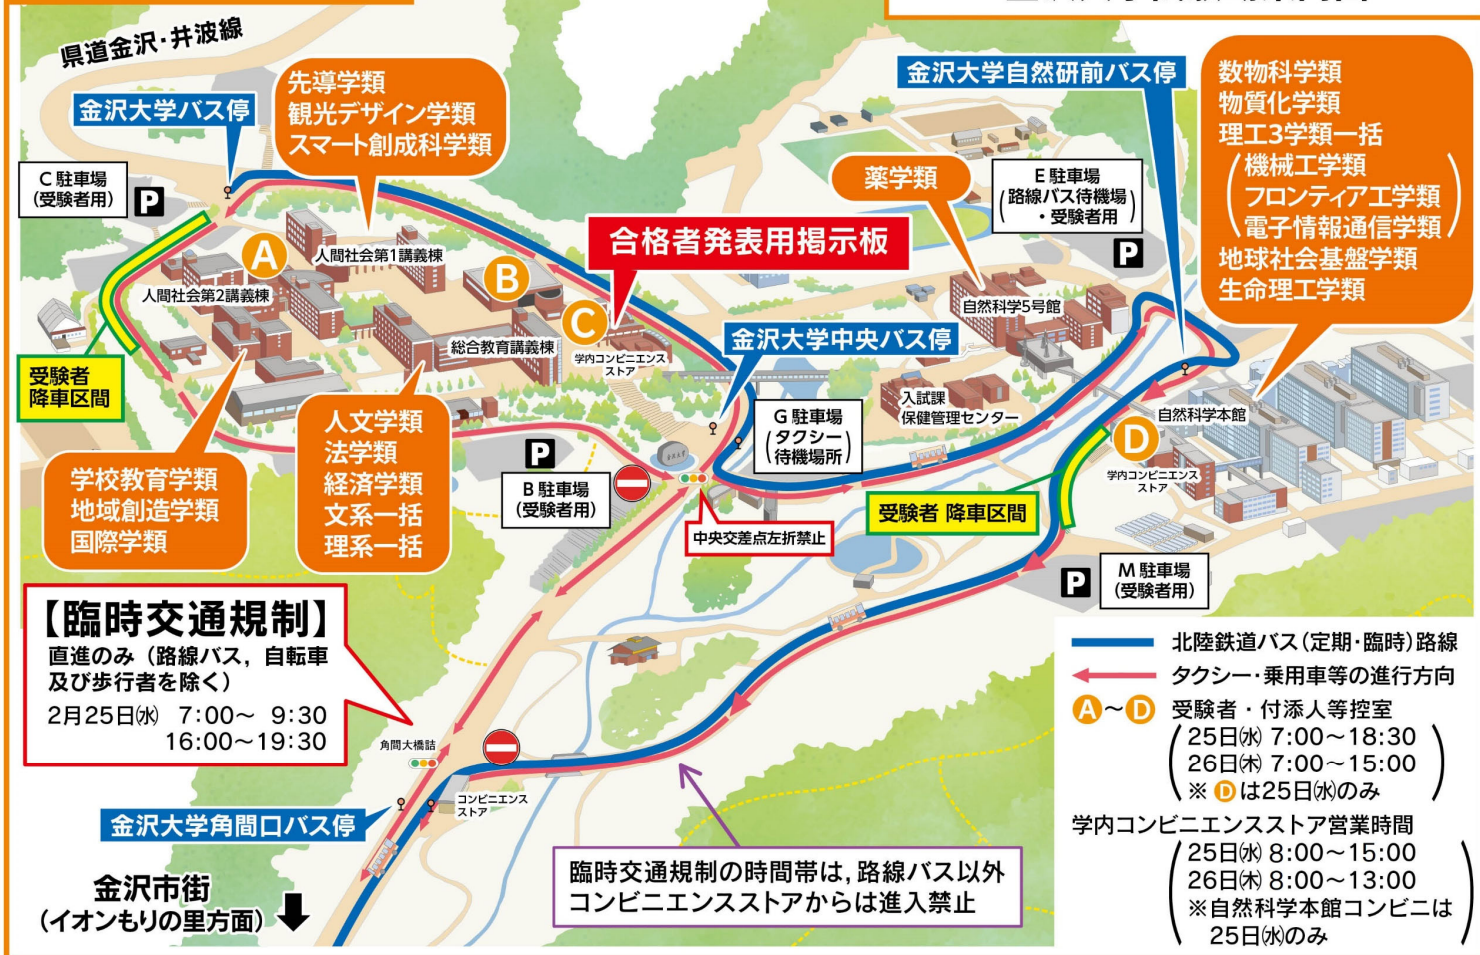 県道金沢・井波線
金沢大学バス停
先導学類
観光デザイン学類
スマート創成科学類
金沢大学自然研前バス停
数物科学類
物質化学類
理工3学類一括
(機械工学類
フロンティア工学類
電子情報通信学類)
地球社会基盤学類
生命理工学類
C 駐車場
(受験者用)
P
薬学類
E 駐車場
(路線バス待機場
・受験者用)
P
合格者発表用掲示板
A
人間社会第1講義棟
B
人間社会第2講義棟
C
総合教育講義棟
学内コンビニエンス
ストア
金沢大学中央バス停
自然科学5号館
受験者
降車区間
入試課
保健管理センター
自然科学本館
G 駐車場
(タクシー
待機場所)
D
学内コンビニエンス
ストア
学校教育学類
地域創造学類
国際学類
人文学類
法学類
経済学類
文系一括
理系一括
P
B 駐車場
(受験者用)
受験者 降車区間
中央交差点左折禁止
P
M 駐車場
(受験者用)
【臨時交通規制】
直進のみ(路線バス，自転車
及び歩行者を除く)
2月25日(水) 7:00~ 9:30
16:00~19:30
角間大橋詰
コンビニエンス
ストア
金沢大学角間口バス停
金沢市街
(イオンもりの里方面)
臨時交通規制の時間帯は，路線バス以外
コンビニエンスストアからは進入禁止
北陸鉄道バス(定期・臨時)路線
タクシー・乗用車等の進行方向
A~D 受験者・付添人等控室
(25日(水) 7:00~18:30
26日(木) 7:00~15:00
※Dは25日(水)のみ)
学内コンビニエンスストア営業時間
(25日(水) 8:00~15:00
26日(木) 8:00~13:00
※自然科学本館コンビニは
25日(水)のみ)